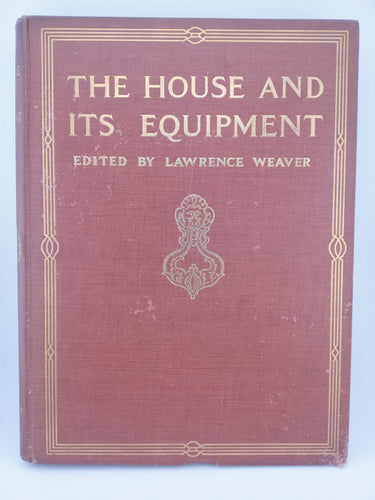 THE HOUSE AND
ITS EQUIPMENT
EDITED BY LAWRENCE WEAVER